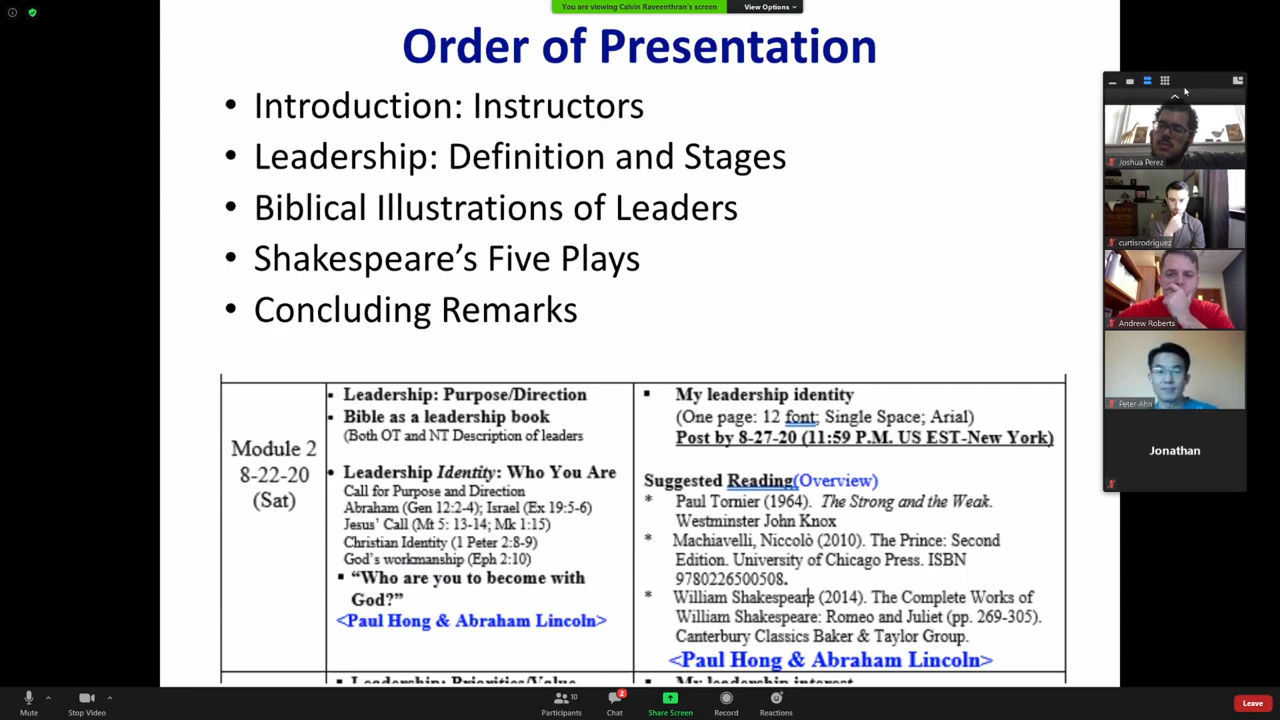 You are viewing Calvin Raveenthran's screen
View Options
Order of Presentation
• Introduction: Instructors
• Leadership: Definition and Stages
• Biblical Illustrations of Leaders
• Shakespeare's Five Plays
• Concluding Remarks
Module 2
8-22-20
(Sat)
▪ Leadership: Purpose/Direction
▪ Bible as a leadership book
(Both OT and NT Description of leaders
▪ Leadership Identity: Who You Are
Call for Purpose and Direction
Abraham (Gen 12:2-4); Israel (Ex 19:5-6)
Jesus' Call (Mt 5: 13-14; Mk 1:15)
Christian Identity (1 Peter 2:8-9)
God's workmanship (Eph 2:10)
▪ “Who are you to become with
God?”
<Paul Hong & Abraham Lincoln>
▪ My leadership identity
(One page: 12 font; Single Space; Arial)
Post by 8-27-20 (11:59 P.M. US EST-New York)
Suggested Reading(Overview)
* Paul Tornier (1964). The Strong and the Weak.
Westminster John Knox
* Machiavelli, Niccolò (2010). The Prince: Second
Edition. University of Chicago Press. ISBN
9780226500508.
* William Shakespeare (2014). The Complete Works of
William Shakespeare: Romeo and Juliet (pp. 269-305).
Canterbury Classics Baker & Taylor Group.
<Paul Hong & Abraham Lincoln>
Leadership: Priorities/Value
My leadership interest
Joshua Perez
curtisrodriguez
Andrew Roberts
Peter Ahn
Jonathan
Mute
Stop Video
Participants
10
Chat
2
Share Screen
Record
Reactions
Leave